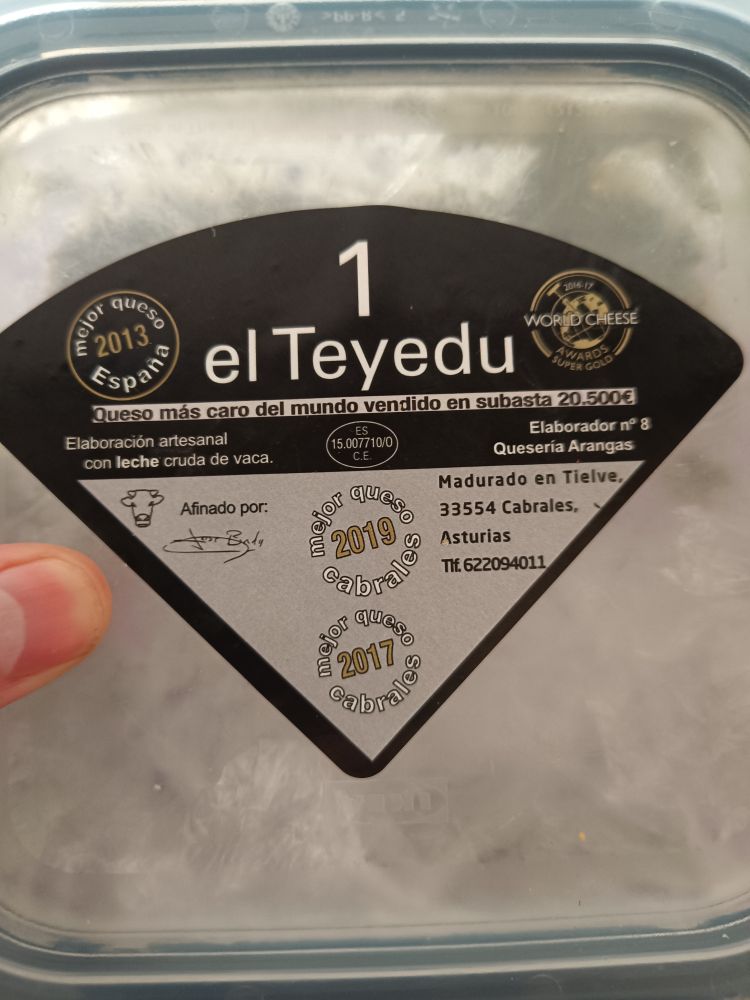 1
mejor queso
2013
España
el Teyedu
2016-17
WORLD CHEESE
AWARDS
SUPER GOLD
Queso más caro del mundo vendido en subasta 20.500€
Elaboración artesanal
con leche cruda de vaca.
ES
15.007710/O
C.E.
Elaborador nº 8
Quesería Arangas
Afinado por:
mejor queso
2019
cabrales
Madurado en Tielve,
33554 Cabrales,
Asturias
Tlf.622094011
mejor queso
2017
cabrales